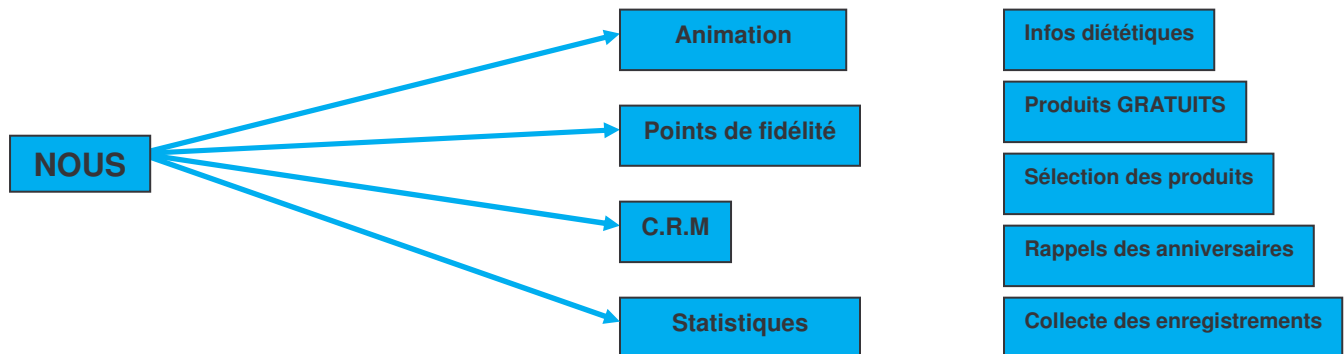 NOUS
Animation
Points de fidélité
C.R.M
Statistiques
Infos diététiques
Produits GRATUITS
Sélection des produits
Rappels des anniversaires
Collecte des enregistrements